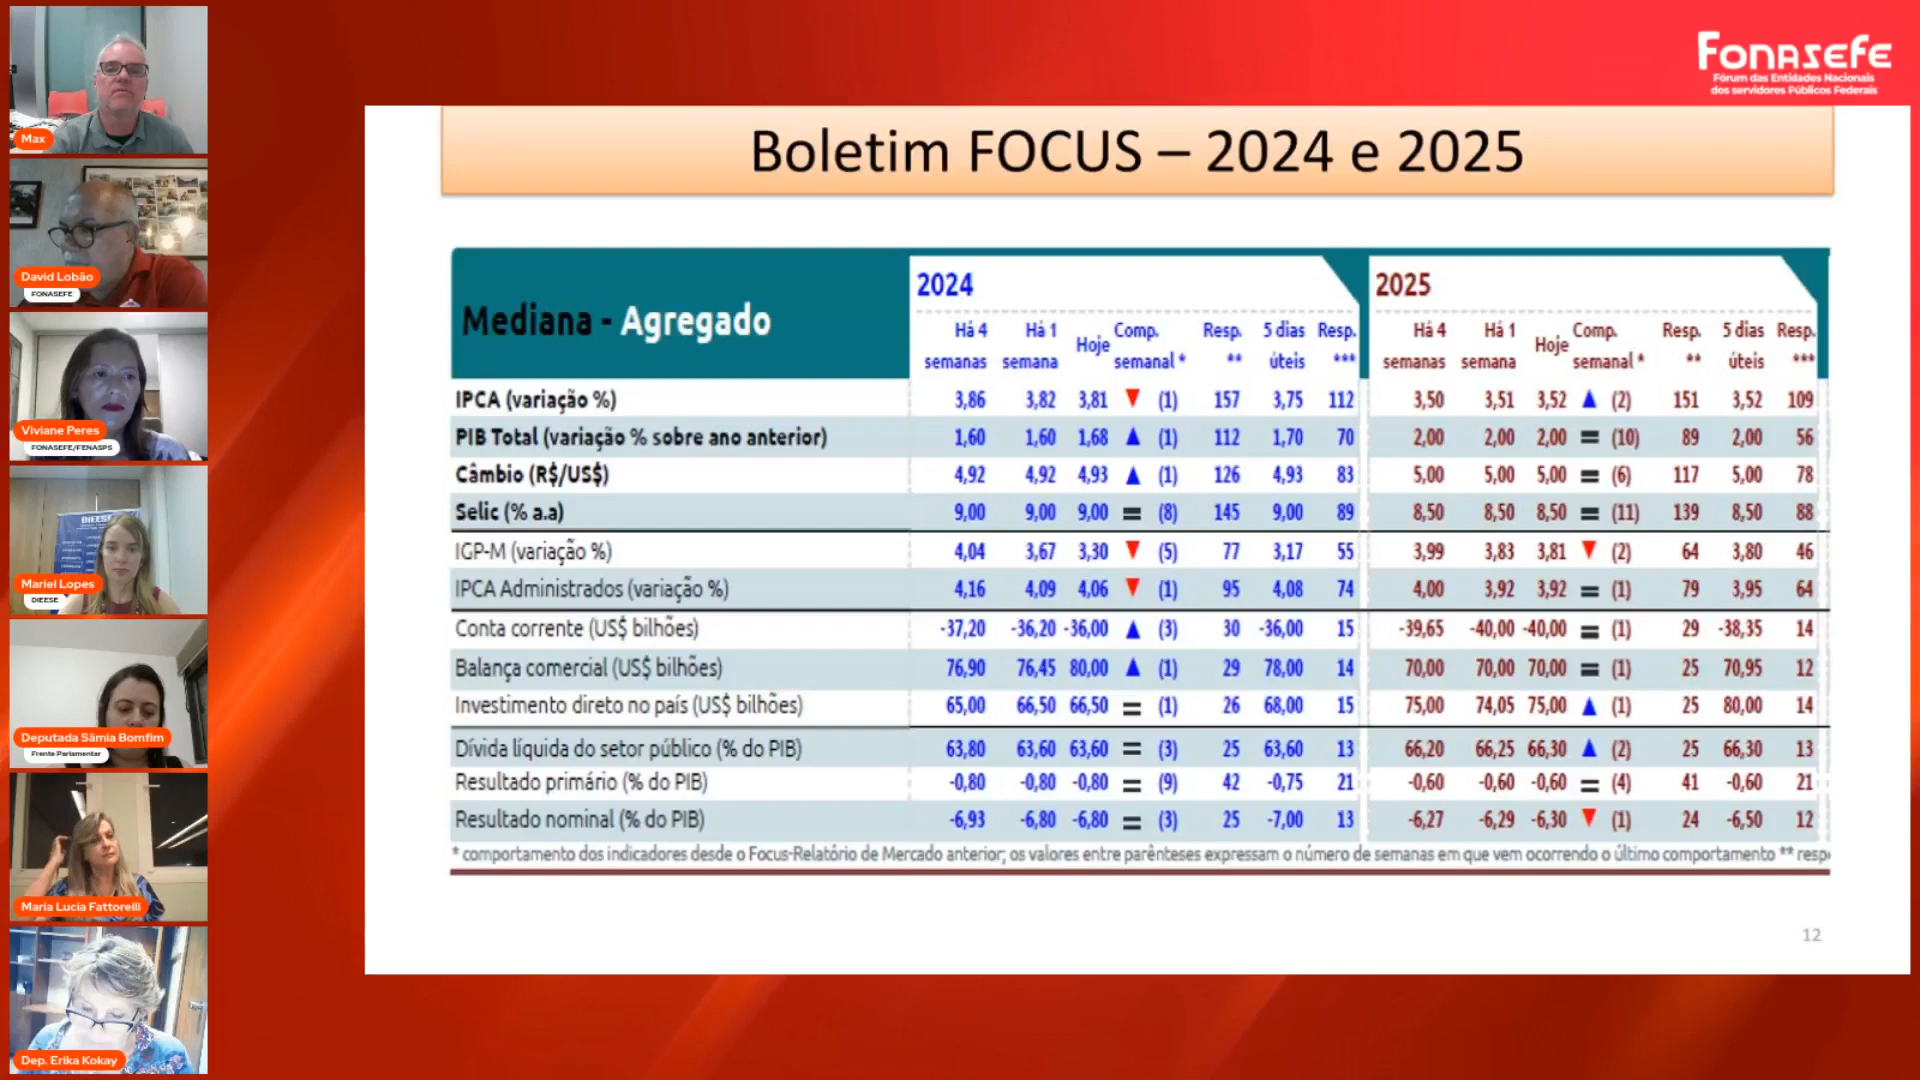 Max
David Lobão
FONASEFE
Viviane Peres
FONASEFE/FENASPS
DIEESE
Mariel Lopes
DIEESE
Deputada Sâmia Bomfim
Frente Parlamentar
Maria Lucia Fattorelli
Dep. Erika Kokay
FONASEFE
Fórum das Entidades Nacionais
dos servidores Públicos Federais
Boletim FOCUS – 2024 e 2025
Mediana - Agregado
2024 2025
Há 4 semanas Há 1 semana Hoje Comp. semanal * Resp. ** 5 dias úteis Resp. *** Há 4 semanas Há 1 semana Hoje Comp. semanal * Resp. ** 5 dias úteis Resp. ***
IPCA (variação %) 3,86 3,82 3,81 ▼ (1) 157 3,75 112 3,50 3,51 3,52 ▲ (2) 151 3,52 109
PIB Total (variação % sobre ano anterior) 1,60 1,60 1,68 ▲ (1) 112 1,70 70 2,00 2,00 2,00 = (10) 89 2,00 56
Câmbio (R$/US$) 4,92 4,92 4,93 ▲ (1) 126 4,93 83 5,00 5,00 5,00 = (6) 117 5,00 78
Selic (% a.a) 9,00 9,00 9,00 = (8) 145 9,00 89 8,50 8,50 8,50 = (11) 139 8,50 88
IGP-M (variação %) 4,04 3,67 3,30 ▼ (5) 77 3,17 55 3,99 3,83 3,81 ▼ (2) 64 3,80 46
IPCA Administrados (variação %) 4,16 4,09 4,06 ▼ (1) 95 4,08 74 4,00 3,92 3,92 = (1) 79 3,95 64
Conta corrente (US$ bilhões) -37,20 -36,20 -36,00 ▲ (3) 30 -36,00 15 -39,65 -40,00 -40,00 = (1) 29 -38,35 14
Balança comercial (US$ bilhões) 76,90 76,45 80,00 ▲ (1) 29 78,00 14 70,00 70,00 70,00 = (1) 25 70,95 12
Investimento direto no país (US$ bilhões) 65,00 66,50 66,50 = (1) 26 68,00 15 75,00 74,05 75,00 ▲ (1) 25 80,00 14
Dívida líquida do setor público (% do PIB) 63,80 63,60 63,60 = (3) 25 63,60 13 66,20 66,25 66,30 ▲ (2) 25 66,30 13
Resultado primário (% do PIB) -0,80 -0,80 -0,80 = (9) 42 -0,75 21 -0,60 -0,60 -0,60 = (4) 41 -0,60 21
Resultado nominal (% do PIB) -6,93 -6,80 -6,80 = (3) 25 -7,00 13 -6,27 -6,29 -6,30 ▼ (1) 24 -6,50 12
* comportamento dos indicadores desde o Focus-Relatório de Mercado anterior; os valores entre parênteses expressam o número de semanas em que vem ocorrendo o último comportamento ** resp
12